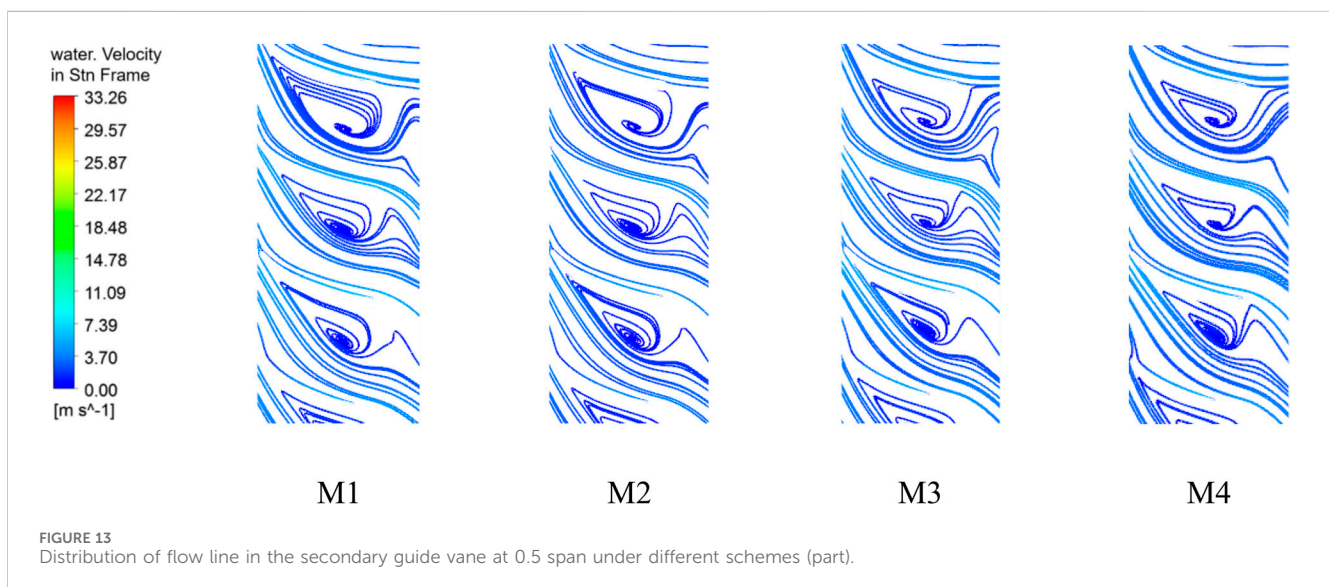 water. Velocity
in Stn Frame
33.26
29.57
25.87
22.17
18.48
14.78
11.09
7.39
3.70
0.00
[m s^-1]
M1
M2
M3
M4
FIGURE 13
Distribution of flow line in the secondary guide vane at 0.5 span under different schemes (part).